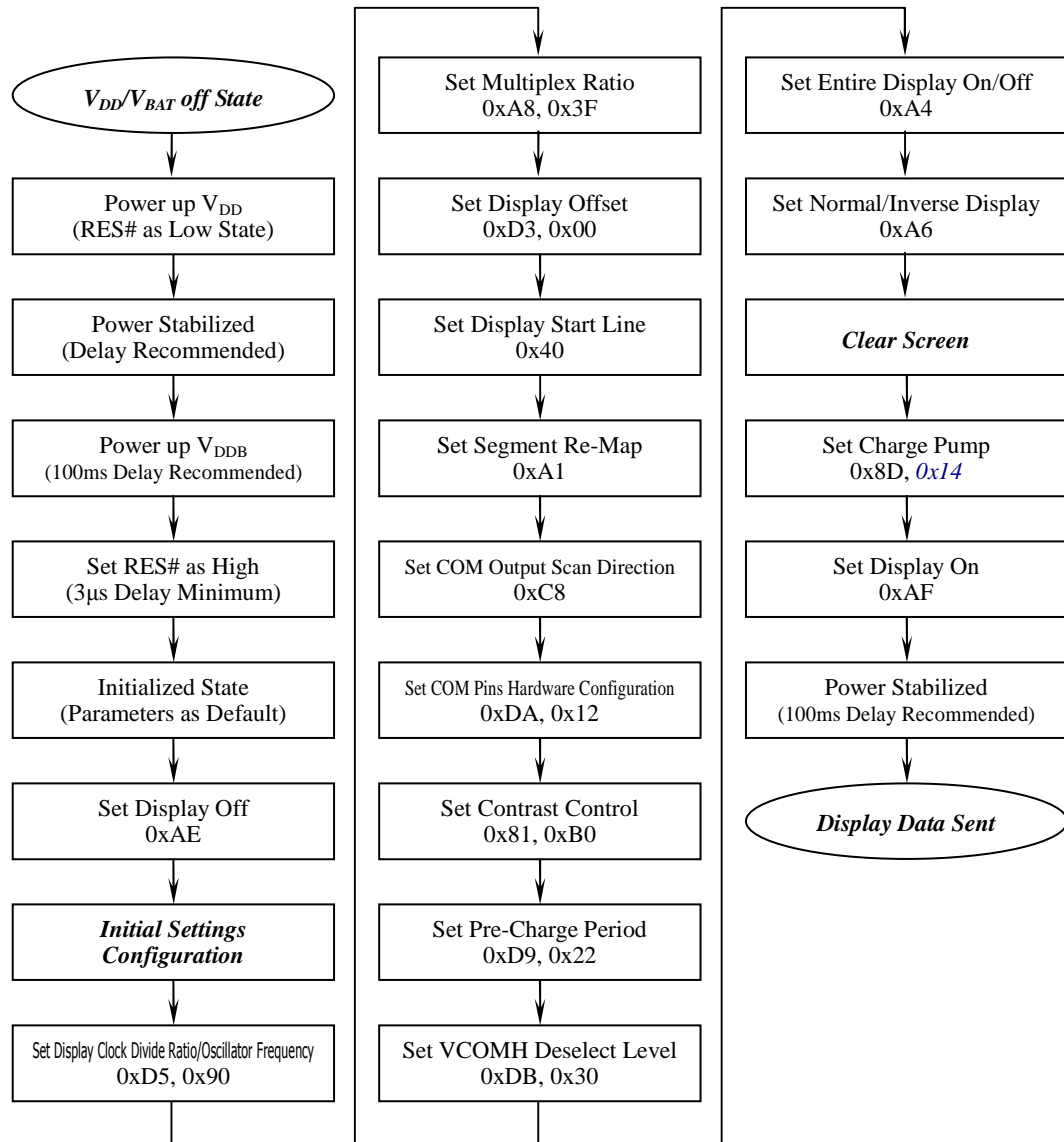 V_DD/V_BAT off State
Power up V_DD
(RES# as Low State)
Power Stabilized
(Delay Recommended)
Power up V_DDB
(100ms Delay Recommended)
Set RES# as High
(3μs Delay Minimum)
Initialized State
(Parameters as Default)
Set Display Off
0xAE
Initial Settings
Configuration
Set Display Clock Divide Ratio/Oscillator Frequency
0xD5, 0x90
Set Multiplex Ratio
0xA8, 0x3F
Set Display Offset
0xD3, 0x00
Set Display Start Line
0x40
Set Segment Re-Map
0xA1
Set COM Output Scan Direction
0xC8
Set COM Pins Hardware Configuration
0xDA, 0x12
Set Contrast Control
0x81, 0xB0
Set Pre-Charge Period
0xD9, 0x22
Set VCOMH Deselect Level
0xDB, 0x30
Set Entire Display On/Off
0xA4
Set Normal/Inverse Display
0xA6
Clear Screen
Set Charge Pump
0x8D, 0x14
Set Display On
0xAF
Power Stabilized
(100ms Delay Recommended)
Display Data Sent